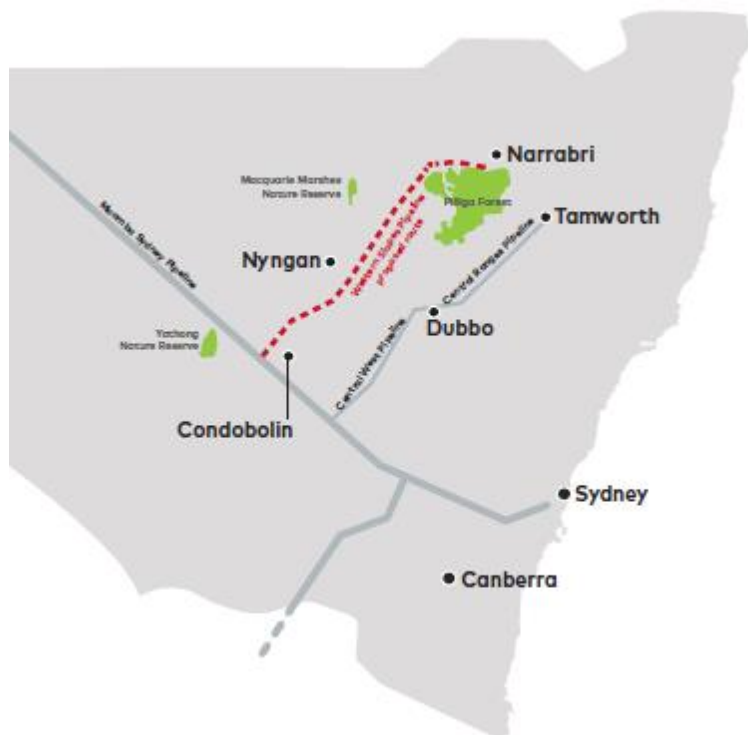 Narrabri
Macquarie Marshes
Nature Reserve
Pilliga Forest
Tamworth
Moomba Sydney Pipeline
Western Slopes Pipeline
proposed route
Central Ranges Pipeline
Nyngan
Dubbo
Yathong
Nature Reserve
Central West Pipeline
Condobolin
Sydney
Canberra